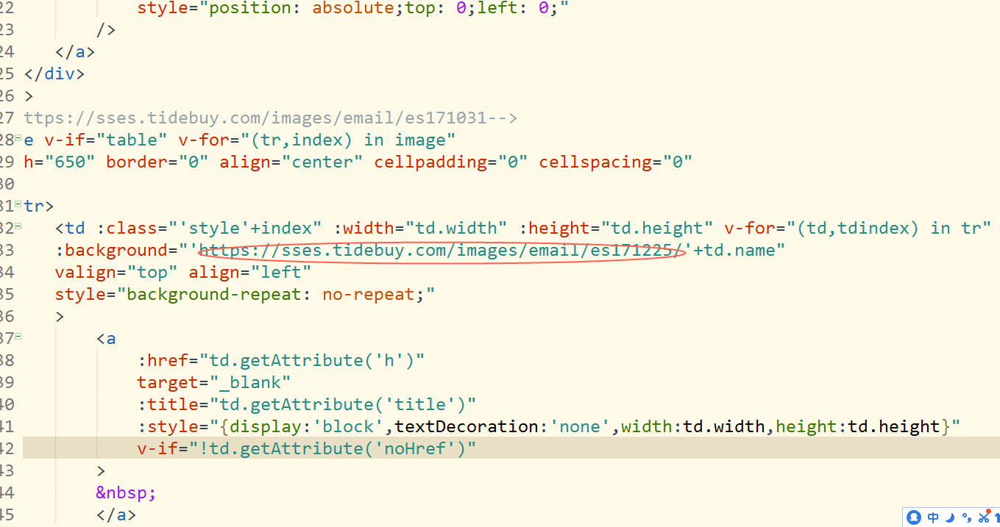 22 style="position: absolute;top: 0;left: 0;"
23 />
24 </a>
25 </div>
26 >
27 ttps://sses.tidebuy.com/images/email/es171031-->
28 e v-if="table" v-for="(tr,index) in image"
29 h="650" border="0" align="center" cellpadding="0" cellspacing="0"
30
31 tr>
32 <td :class="'style'+index" :width="td.width" :height="td.height" v-for="(td,tdindex) in tr"
33 :background="'https://sses.tidebuy.com/images/email/es171225/'+td.name"
34 valign="top" align="left"
35 style="background-repeat: no-repeat;"
36 >
37 <a
38 :href="td.getAttribute('h')"
39 target="_blank"
40 :title="td.getAttribute('title')"
41 :style="{display:'block',textDecoration:'none',width:td.width,height:td.height}"
42 v-if="!td.getAttribute('noHref')"
43 >
44 &nbsp;
45 </a>
中